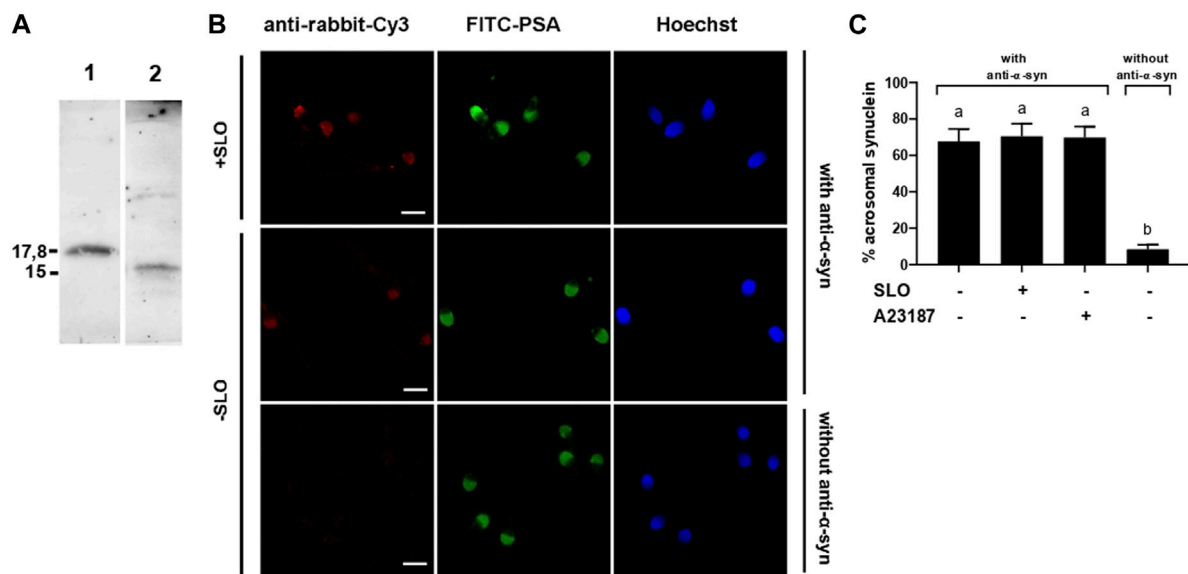 A
1 2
17,8
15
B
anti-rabbit-Cy3 FITC-PSA Hoechst
+SLO
-SLO
with anti-α-syn
without anti-α-syn
C
with
anti-α-syn
without
anti-α-syn
% acrosomal synuclein
100
80
60
40
20
0
a a a b
SLO - + - -
A23187 - - + -